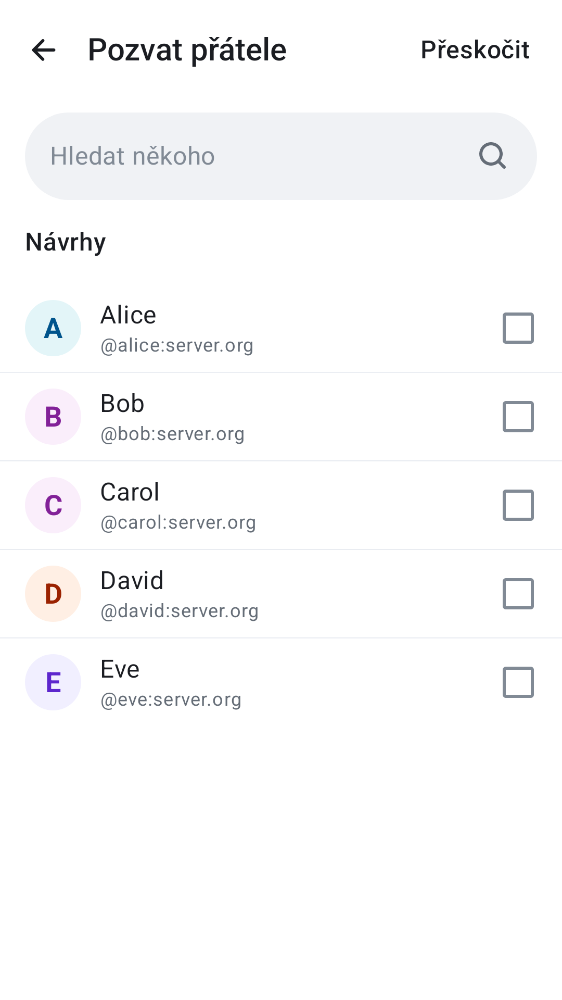 Pozvat přátele
Přeskočit
Hledat někoho
Návrhy
A
Alice
@alice:server.org
B
Bob
@bob:server.org
C
Carol
@carol:server.org
D
David
@david:server.org
E
Eve
@eve:server.org